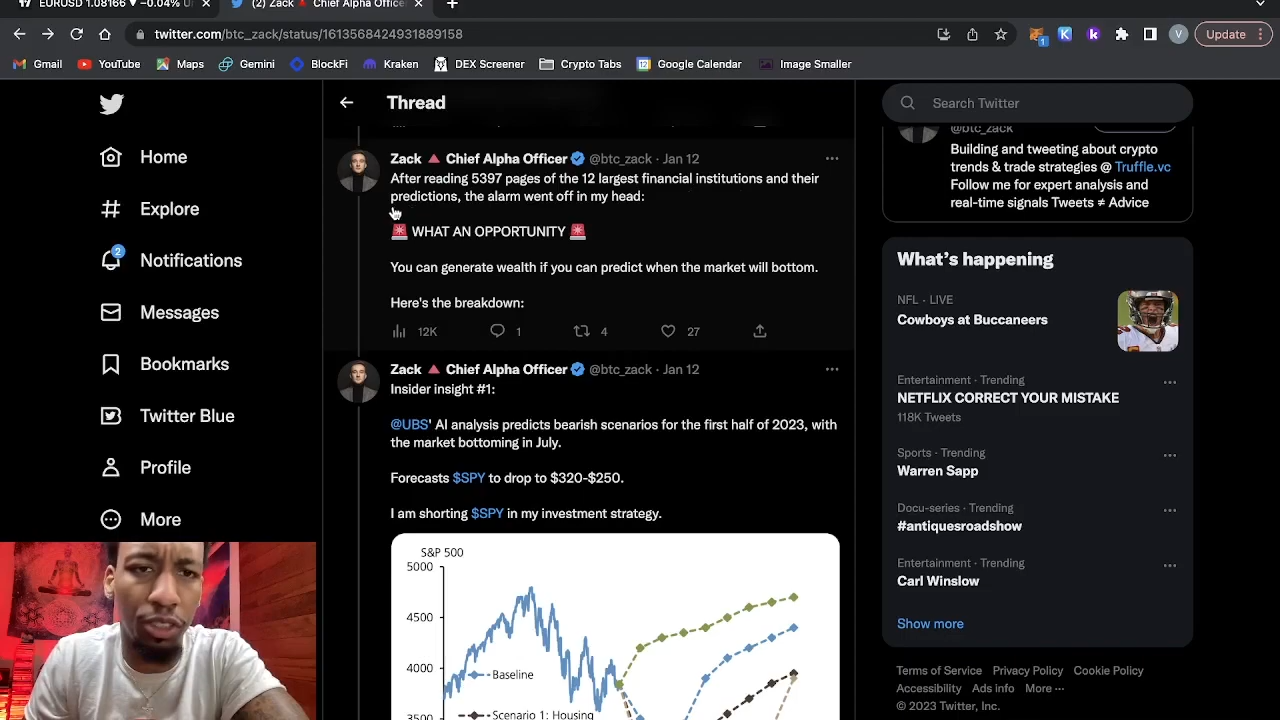 EURUSD 1.08166 ▼ −0.04% Un
(2) Zack 🔺 Chief Alpha Officer
twitter.com/btc_zack/status/1613568424931889158
Update
Gmail
YouTube
Maps
Gemini
BlockFi
Kraken
DEX Screener
Crypto Tabs
Google Calendar
Image Smaller
Home
Explore
2
Notifications
Messages
Bookmarks
Twitter Blue
Profile
More
Thread
Zack 🔺 Chief Alpha Officer @btc_zack · Jan 12
After reading 5397 pages of the 12 largest financial institutions and their
predictions, the alarm went off in my head:
🚨 WHAT AN OPPORTUNITY 🚨
You can generate wealth if you can predict when the market will bottom.
Here's the breakdown:
12K 1 4 27
Zack 🔺 Chief Alpha Officer @btc_zack · Jan 12
Insider insight #1:
@UBS' AI analysis predicts bearish scenarios for the first half of 2023, with
the market bottoming in July.
Forecasts $SPY to drop to $320-$250.
I am shorting $SPY in my investment strategy.
S&P 500
5000
4500
4000
3500
Baseline
Scenario 1: Housing
Search Twitter
@btc_zack
Building and tweeting about crypto
trends & trade strategies @ Truffle.vc
Follow me for expert analysis and
real-time signals Tweets ≠ Advice
What's happening
NFL · LIVE
Cowboys at Buccaneers
Entertainment · Trending
NETFLIX CORRECT YOUR MISTAKE
118K Tweets
Sports · Trending
Warren Sapp
Docu-series · Trending
#antiquesroadshow
Entertainment · Trending
Carl Winslow
Show more
Terms of Service Privacy Policy Cookie Policy
Accessibility Ads info More ···
© 2023 Twitter, Inc.